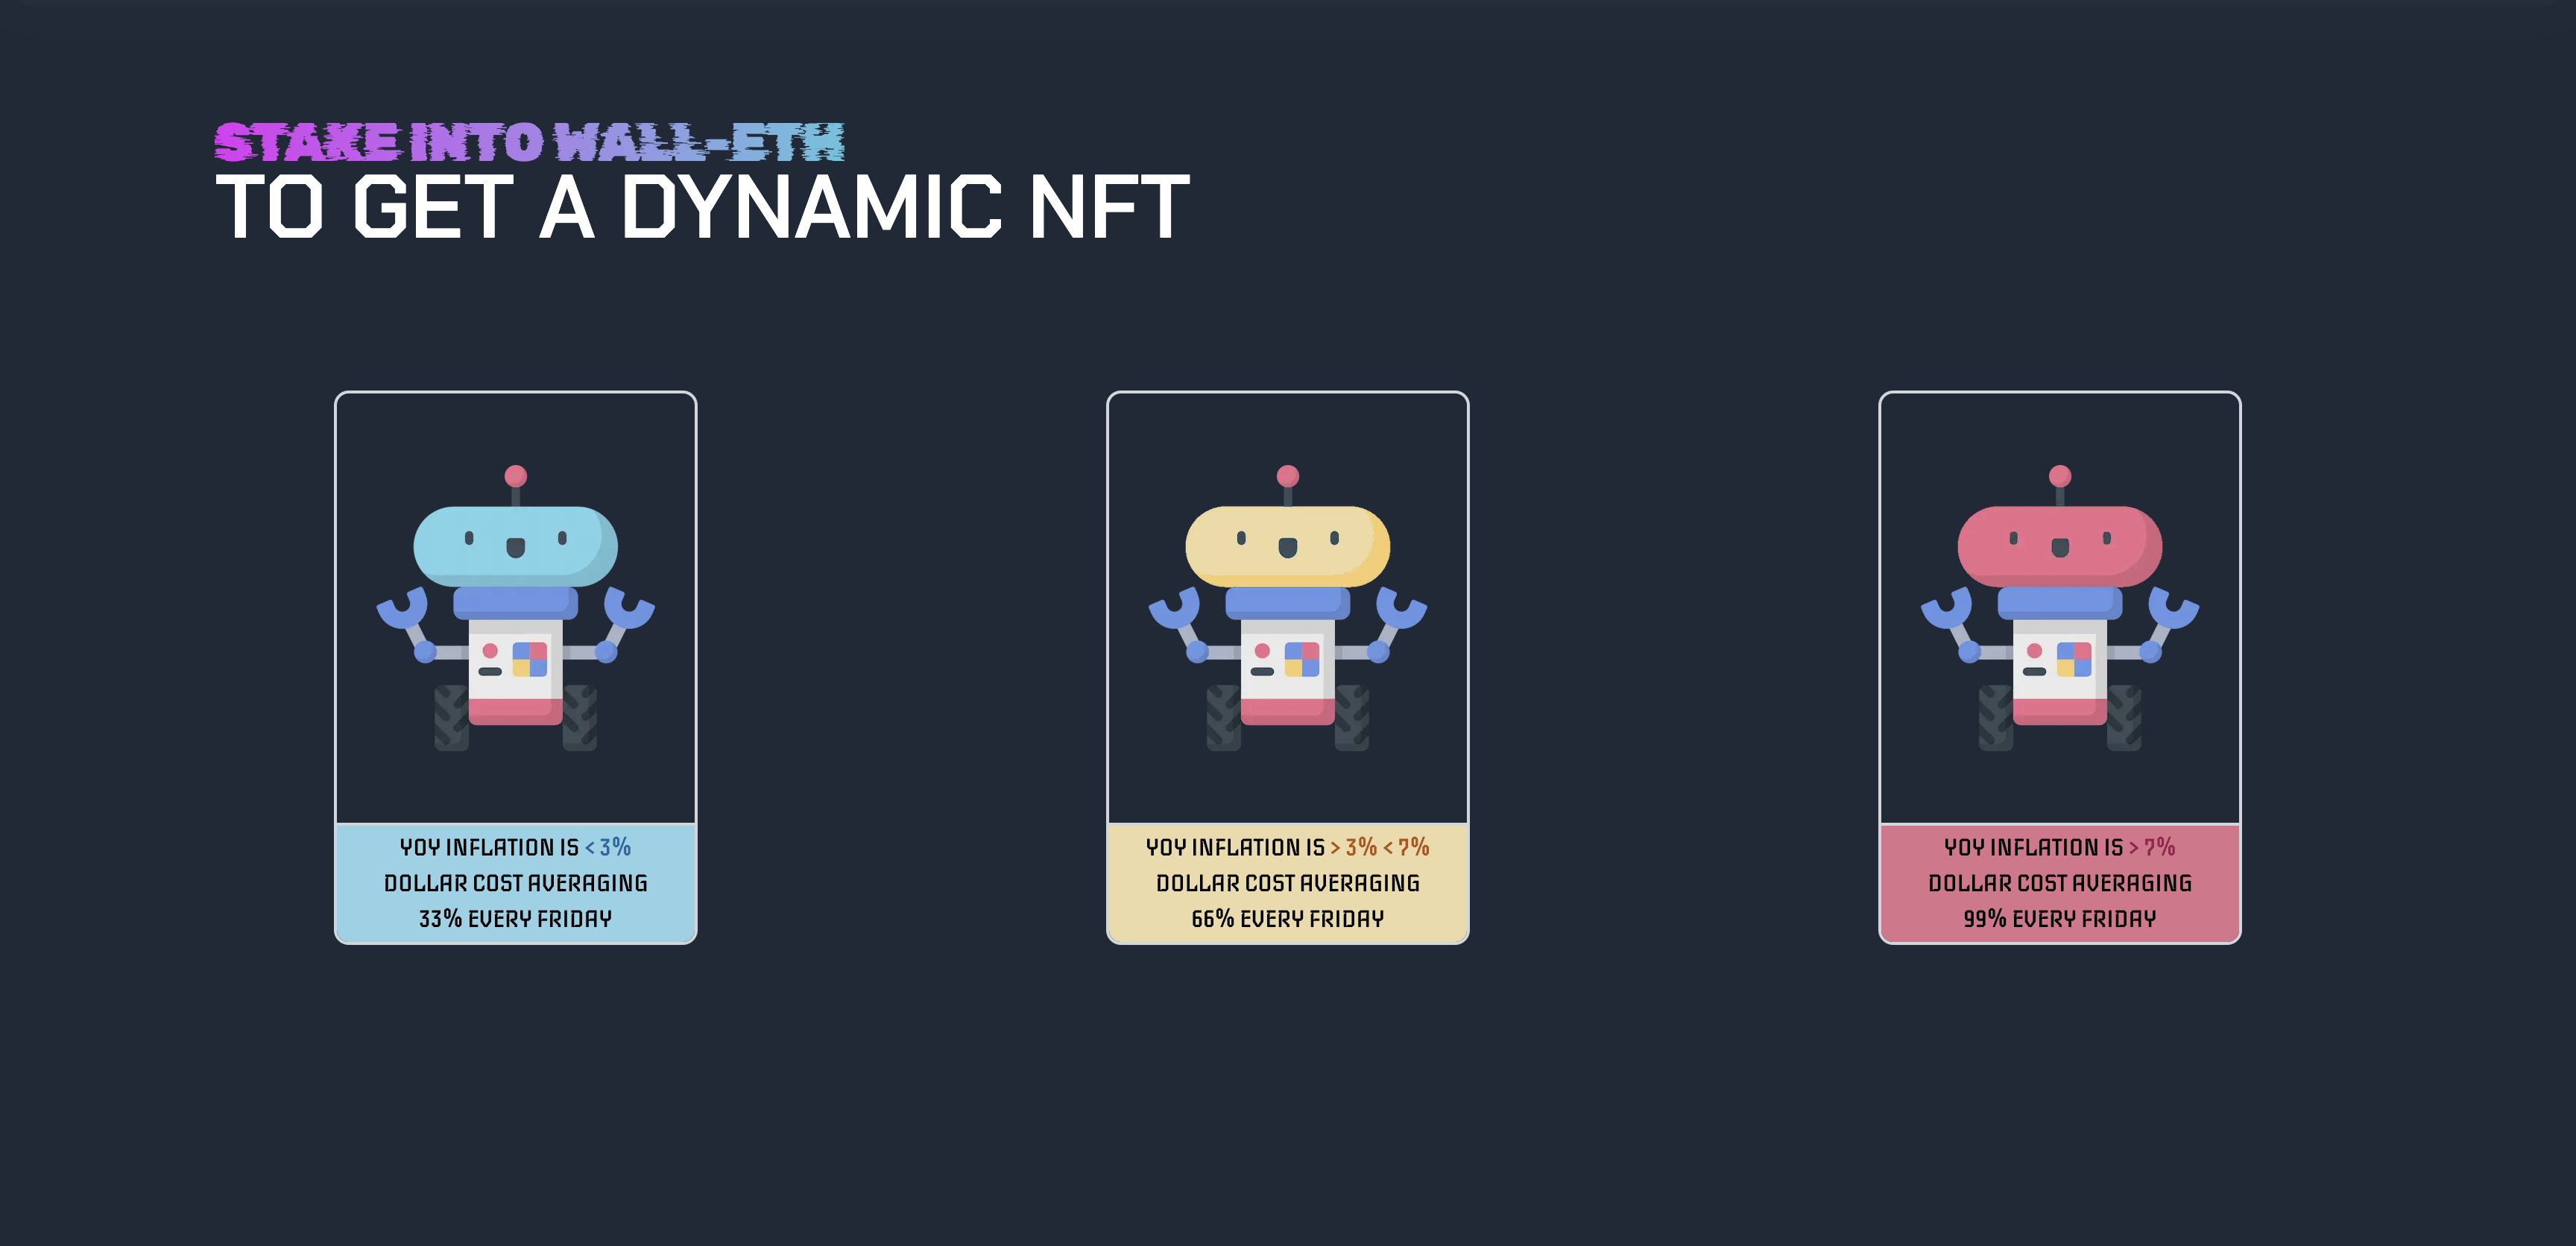 STAKE INTO WALL-ETH
TO GET A DYNAMIC NFT
YOY INFLATION IS < 3%
DOLLAR COST AVERAGING
33% EVERY FRIDAY
YOY INFLATION IS > 3% < 7%
DOLLAR COST AVERAGING
66% EVERY FRIDAY
YOY INFLATION IS > 7%
DOLLAR COST AVERAGING
99% EVERY FRIDAY